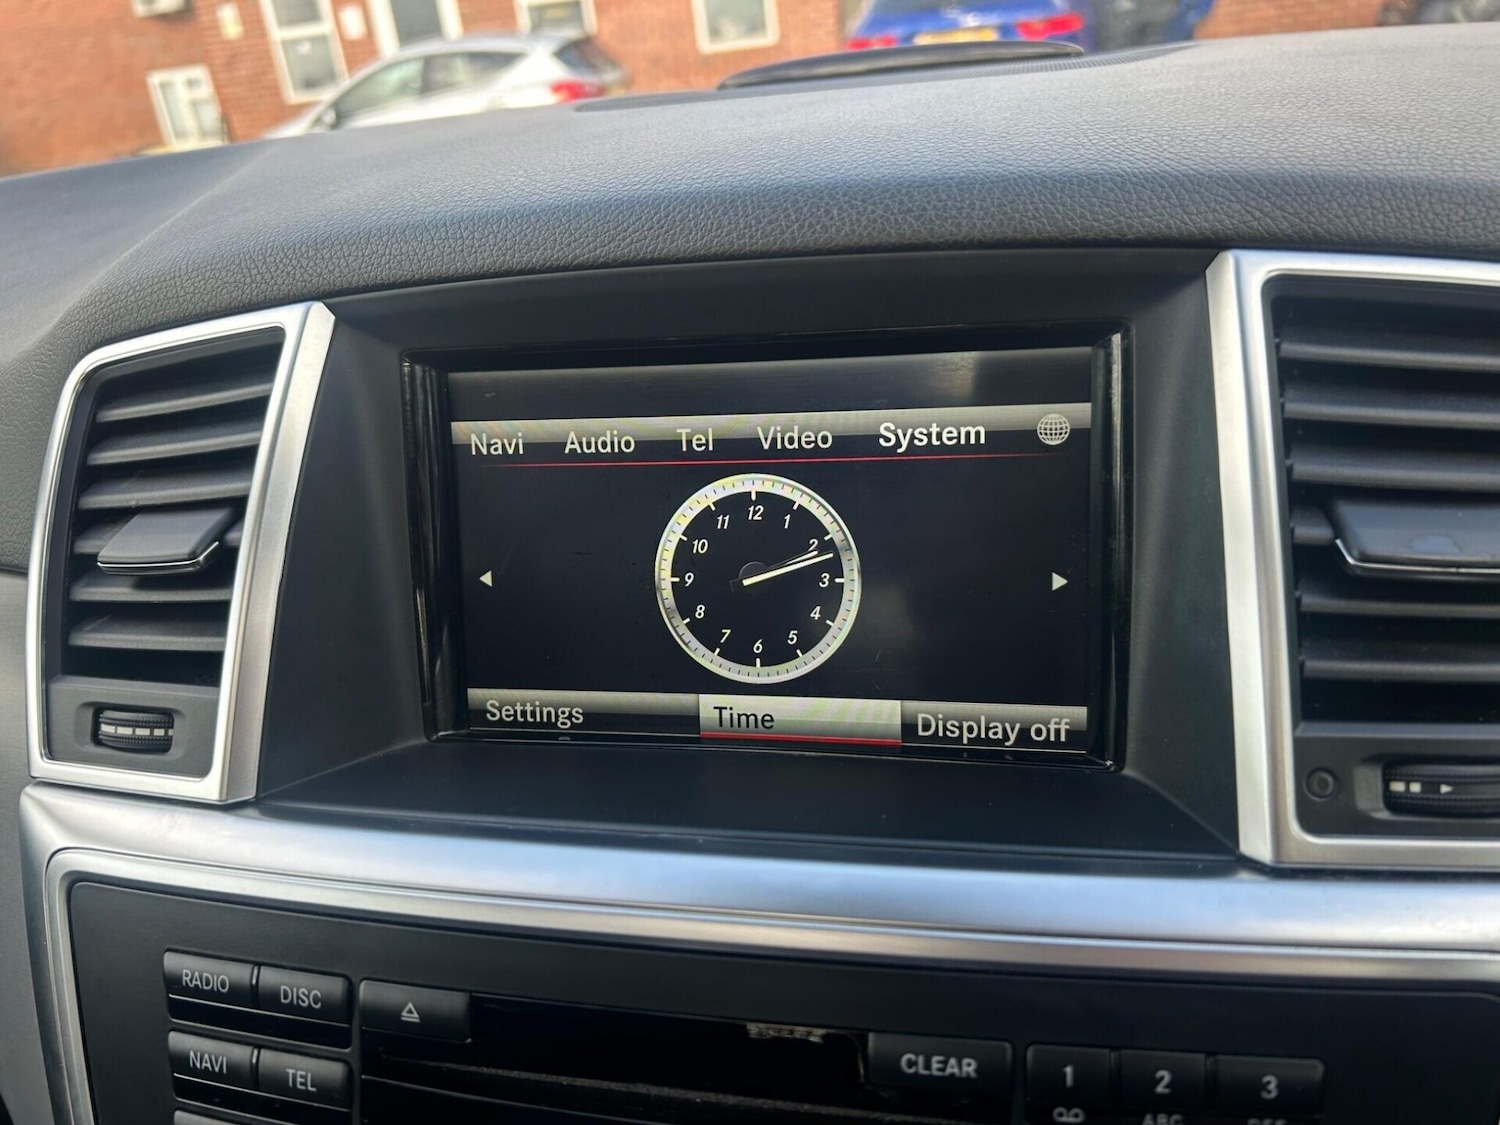 Navi Audio Tel Video System
12
11 1
10 2
9 3
8 4
7 5
6
Settings Time Display off
RADIO DISC
NAVI TEL
CLEAR 1 2 3
ABC